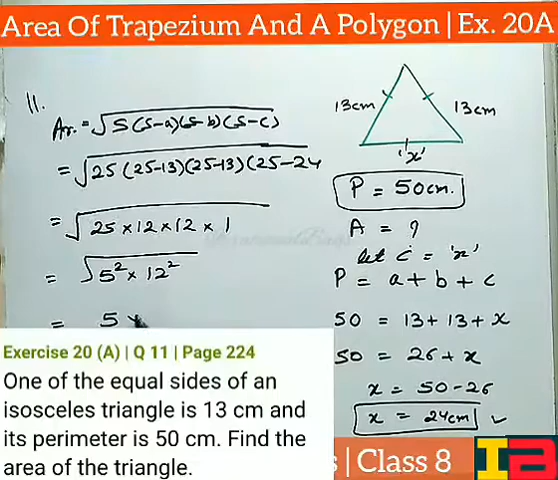 Area Of Trapezium And A Polygon | Ex. 20A
11.
Ar. = √S(S-a)(S-b)(S-c)
= √25(25-13)(25-13)(25-24
= √25×12×12×1
= √5²×12²
= 5 ×
13cm
13cm
'x'
P = 50cm.
A = ?
let c = 'x'
P = a + b + c
50 = 13+13+x
50 = 26+x
x = 50-26
x = 24cm ✓
Exercise 20 (A) | Q 11 | Page 224
One of the equal sides of an
isosceles triangle is 13 cm and
its perimeter is 50 cm. Find the
area of the triangle.
| Class 8